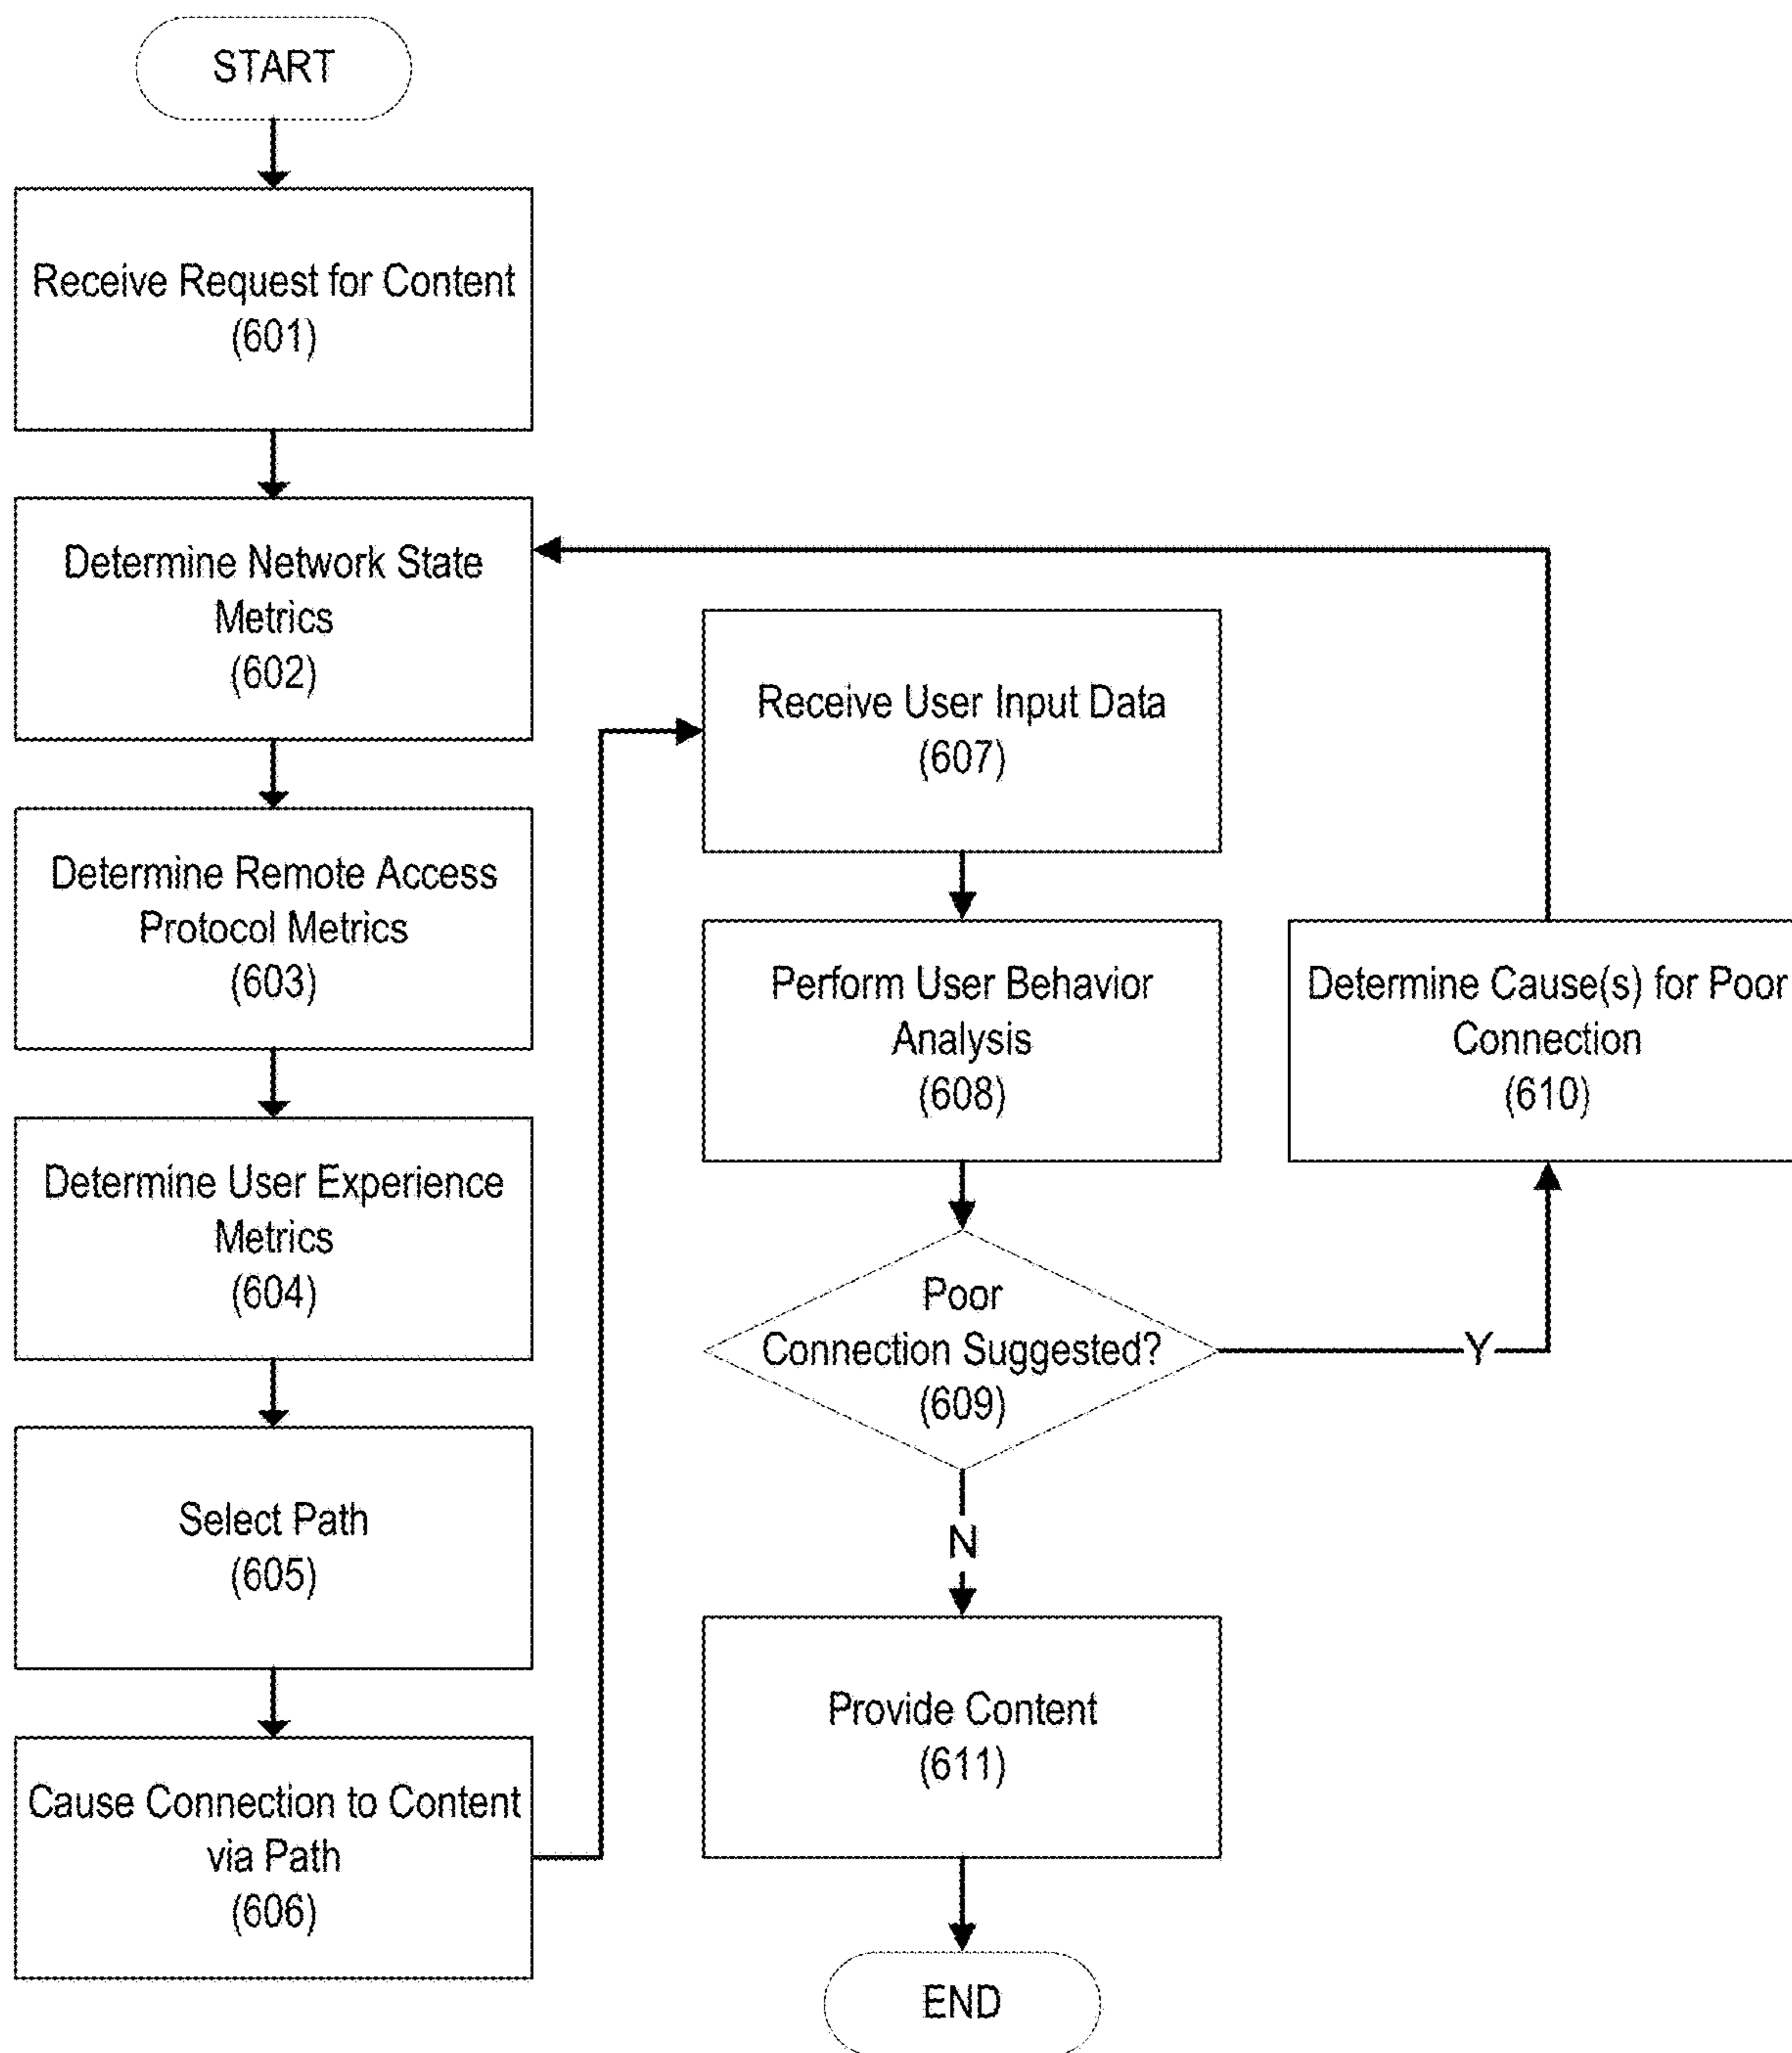 START
Receive Request for Content
(601)
Determine Network State
Metrics
(602)
Determine Remote Access
Protocol Metrics
(603)
Determine User Experience
Metrics
(604)
Select Path
(605)
Cause Connection to Content
via Path
(606)
Receive User Input Data
(607)
Perform User Behavior
Analysis
(608)
Poor
Connection Suggested?
(609)
Y
Determine Cause(s) for Poor
Connection
(610)
N
Provide Content
(611)
END